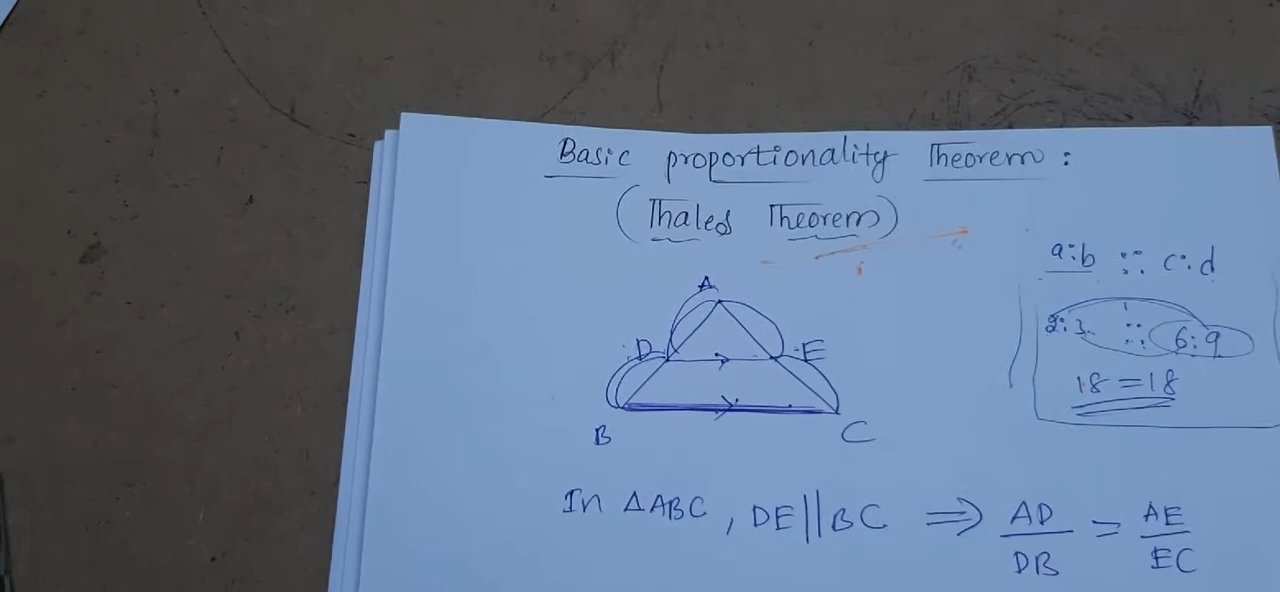 Basic proportionality Theorem :
(Thales Theorem)
a:b :: c:d
2:3 :: 6:9
18 = 18
A
D E
B C
In ΔABC , DE||BC ⇒ AD/DB = AE/EC